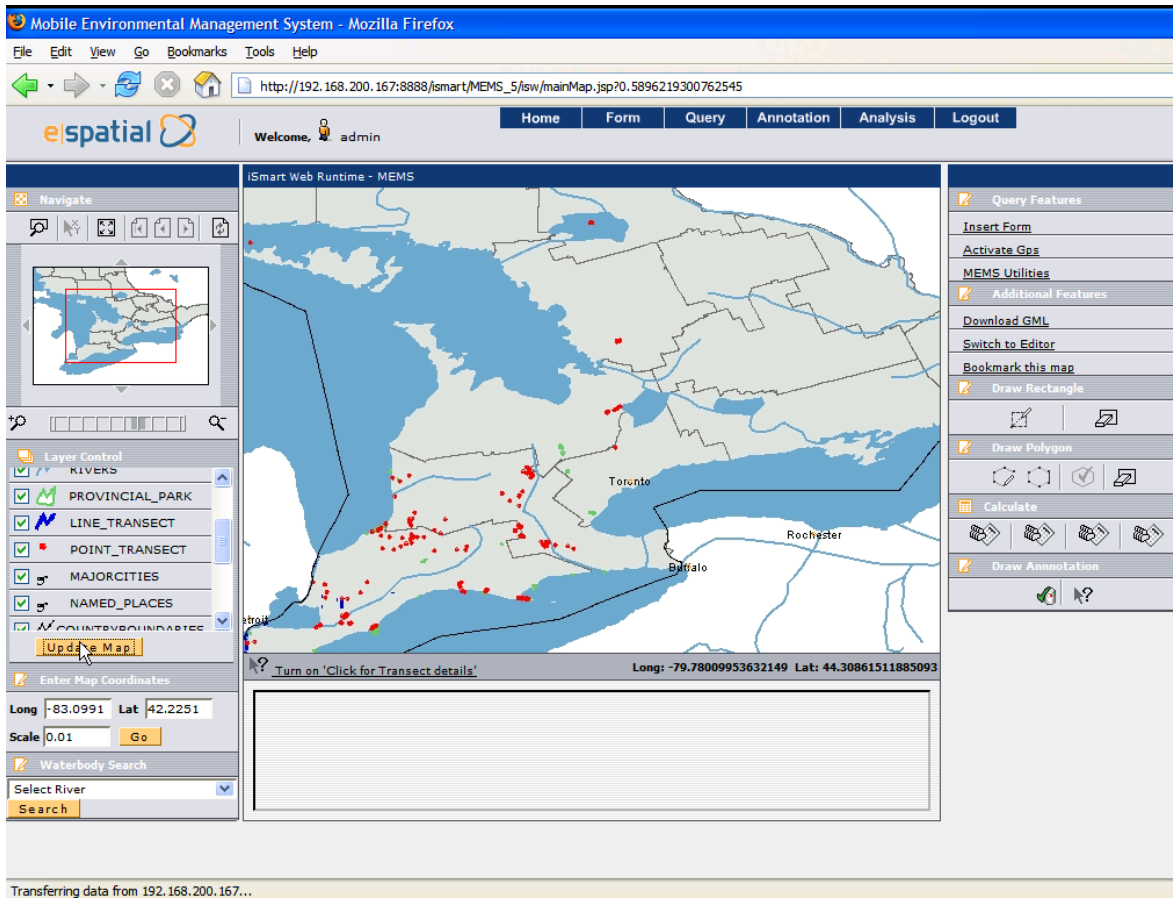 Mobile Environmental Management System - Mozilla Firefox
File Edit View Go Bookmarks Tools Help
http://192.168.200.167:8888/ismart/MEMS_5/isw/mainMap.jsp?0.5896219300762545
e|spatial
Welcome, admin
Home Form Query Annotation Analysis Logout
iSmart Web Runtime - MEMS
Navigate
Layer Control
RIVERS
PROVINCIAL_PARK
LINE_TRANSECT
POINT_TRANSECT
MAJORCITIES
NAMED_PLACES
COUNTRYBOUNDARIES
Update Map
Enter Map Coordinates
Long -83.0991 Lat 42.2251
Scale 0.01 Go
Waterbody Search
Select River
Search
Toronto
Rochester
Buffalo
etroit
Turn on 'Click for Transect details'
Long: -79.78009953632149 Lat: 44.30861511885093
Query Features
Insert Form
Activate Gps
MEMS Utilities
Additional Features
Download GML
Switch to Editor
Bookmark this map
Draw Rectangle
Draw Polygon
Calculate
Draw Annnotation
Transferring data from 192.168.200.167...